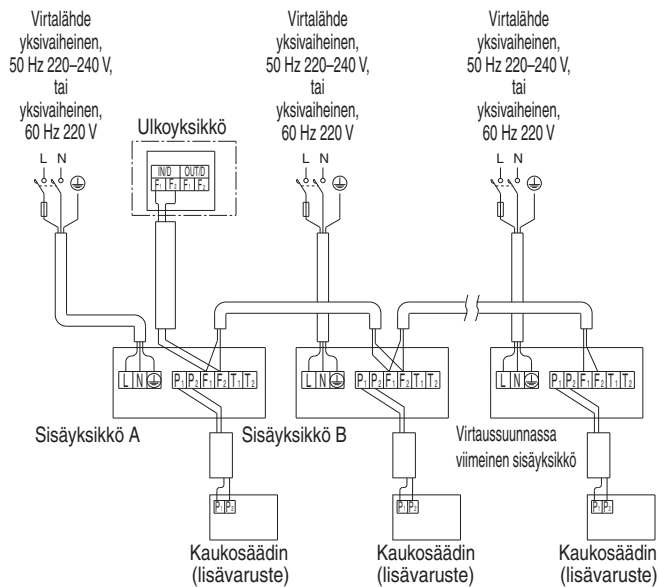 Virtalähde
yksivaiheinen,
50 Hz 220–240 V,
tai
yksivaiheinen,
60 Hz 220 V
Virtalähde
yksivaiheinen,
50 Hz 220–240 V,
tai
yksivaiheinen,
60 Hz 220 V
Virtalähde
yksivaiheinen,
50 Hz 220–240 V,
tai
yksivaiheinen,
60 Hz 220 V
Ulkoyksikkö
L N
L N
L N
IN/D OUT/D
F₁ F₂ F₁ F₂
L N
P₁ P₂ F₁ F₂ T₁ T₂
L N
P₁ P₂ F₁ F₂ T₁ T₂
L N
P₁ P₂ F₁ F₂ T₁ T₂
Sisäyksikkö A
Sisäyksikkö B
Virtaussuunnassa
viimeinen sisäyksikkö
P₁ P₂
P₁ P₂
P₁ P₂
Kaukosäädin
(lisävaruste)
Kaukosäädin
(lisävaruste)
Kaukosäädin
(lisävaruste)